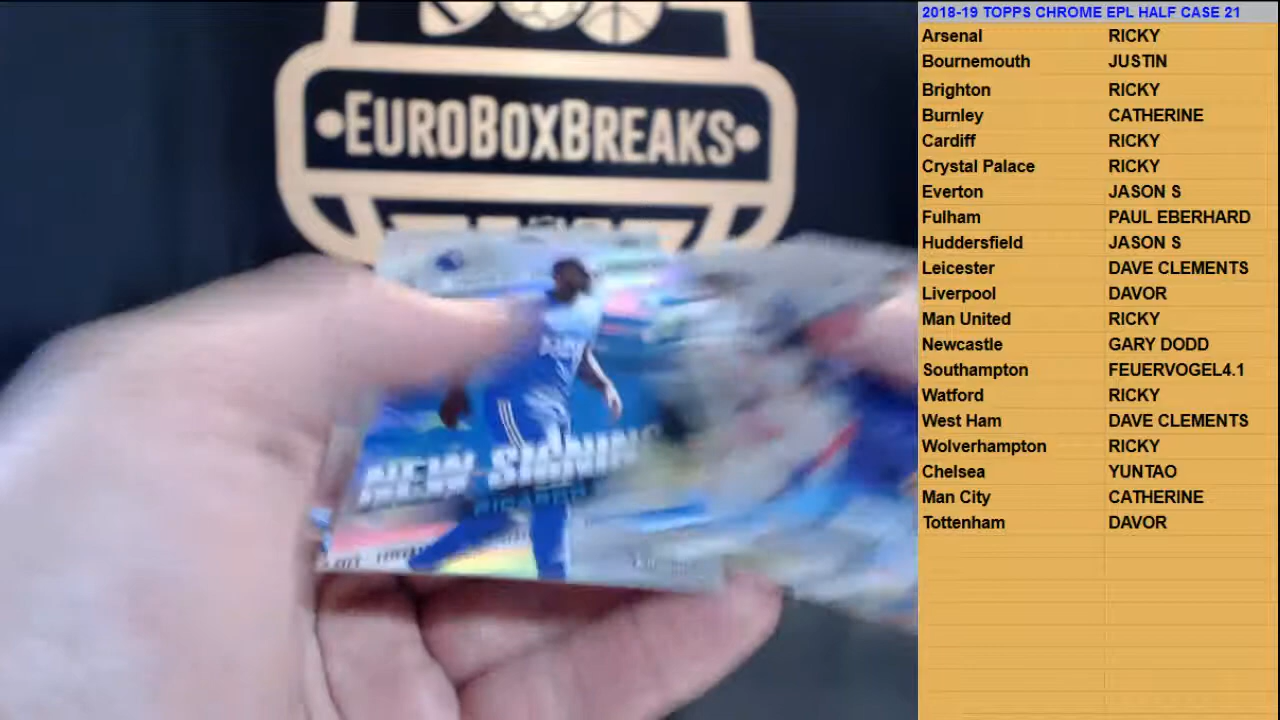 EUROBOXBREAKS
NEW SIGNING
RICARDO
2018-19 TOPPS CHROME EPL HALF CASE 21
Arsenal RICKY
Bournemouth JUSTIN
Brighton RICKY
Burnley CATHERINE
Cardiff RICKY
Crystal Palace RICKY
Everton JASON S
Fulham PAUL EBERHARD
Huddersfield JASON S
Leicester DAVE CLEMENTS
Liverpool DAVOR
Man United RICKY
Newcastle GARY DODD
Southampton FEUERVOGEL4.1
Watford RICKY
West Ham DAVE CLEMENTS
Wolverhampton RICKY
Chelsea YUNTAO
Man City CATHERINE
Tottenham DAVOR